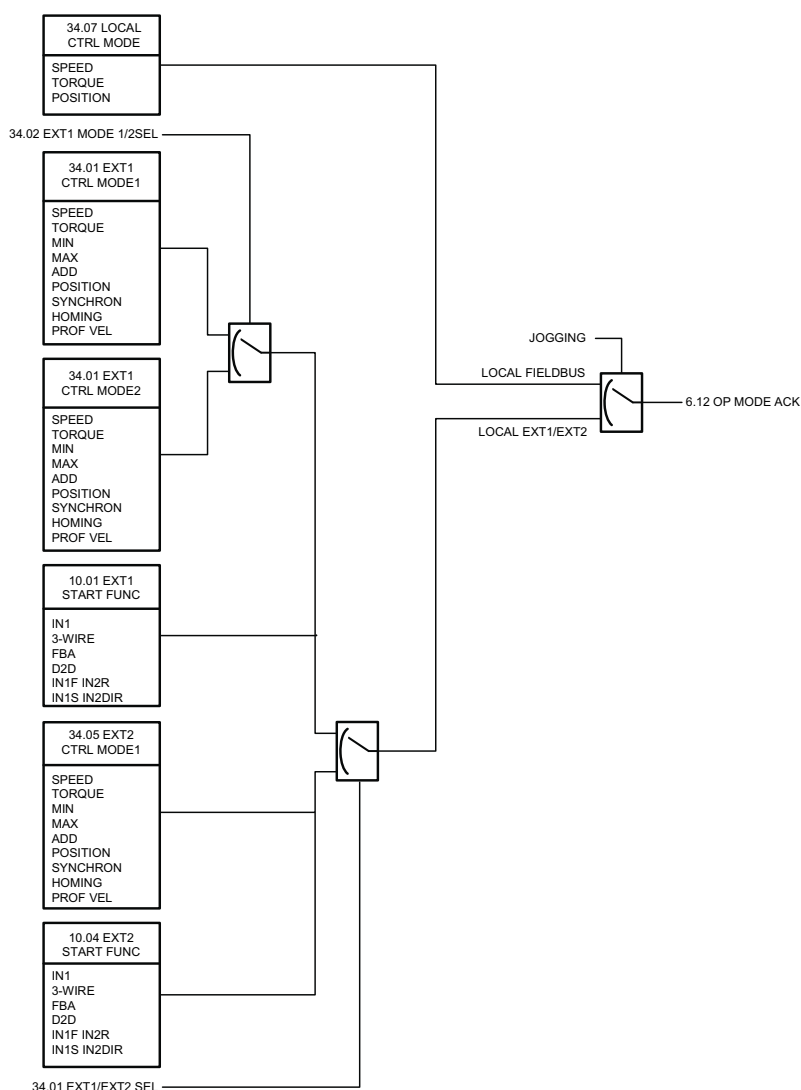 34.07 LOCAL
CTRL MODE
SPEED
TORQUE
POSITION
34.02 EXT1 MODE 1/2SEL
34.01 EXT1
CTRL MODE1
SPEED
TORQUE
MIN
MAX
ADD
POSITION
SYNCHRON
HOMING
PROF VEL
34.01 EXT1
CTRL MODE2
SPEED
TORQUE
MIN
MAX
ADD
POSITION
SYNCHRON
HOMING
PROF VEL
JOGGING
LOCAL FIELDBUS
6.12 OP MODE ACK
LOCAL EXT1/EXT2
10.01 EXT1
START FUNC
IN1
3-WIRE
FBA
D2D
IN1F IN2R
IN1S IN2DIR
34.05 EXT2
CTRL MODE1
SPEED
TORQUE
MIN
MAX
ADD
POSITION
SYNCHRON
HOMING
PROF VEL
10.04 EXT2
START FUNC
IN1
3-WIRE
FBA
D2D
IN1F IN2R
IN1S IN2DIR
34.01 EXT1/EXT2 SEL